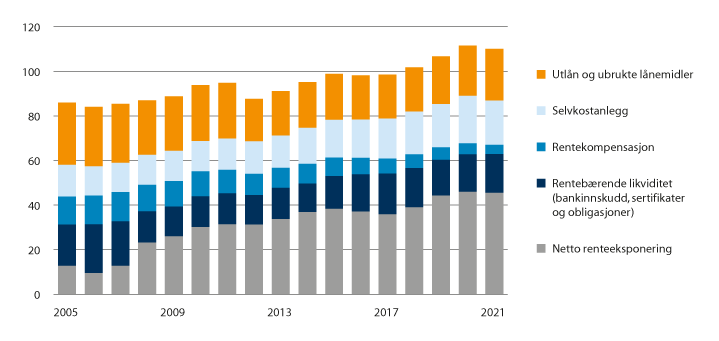 120
100
80
60
40
20
0
2005
2009
2013
2017
2021
Utlån og ubrukte lånemidler
Selvkostanlegg
Rentekompensasjon
Rentebærende likviditet
(bankinnskudd, sertifikater
og obligasjoner)
Netto renteeksponering